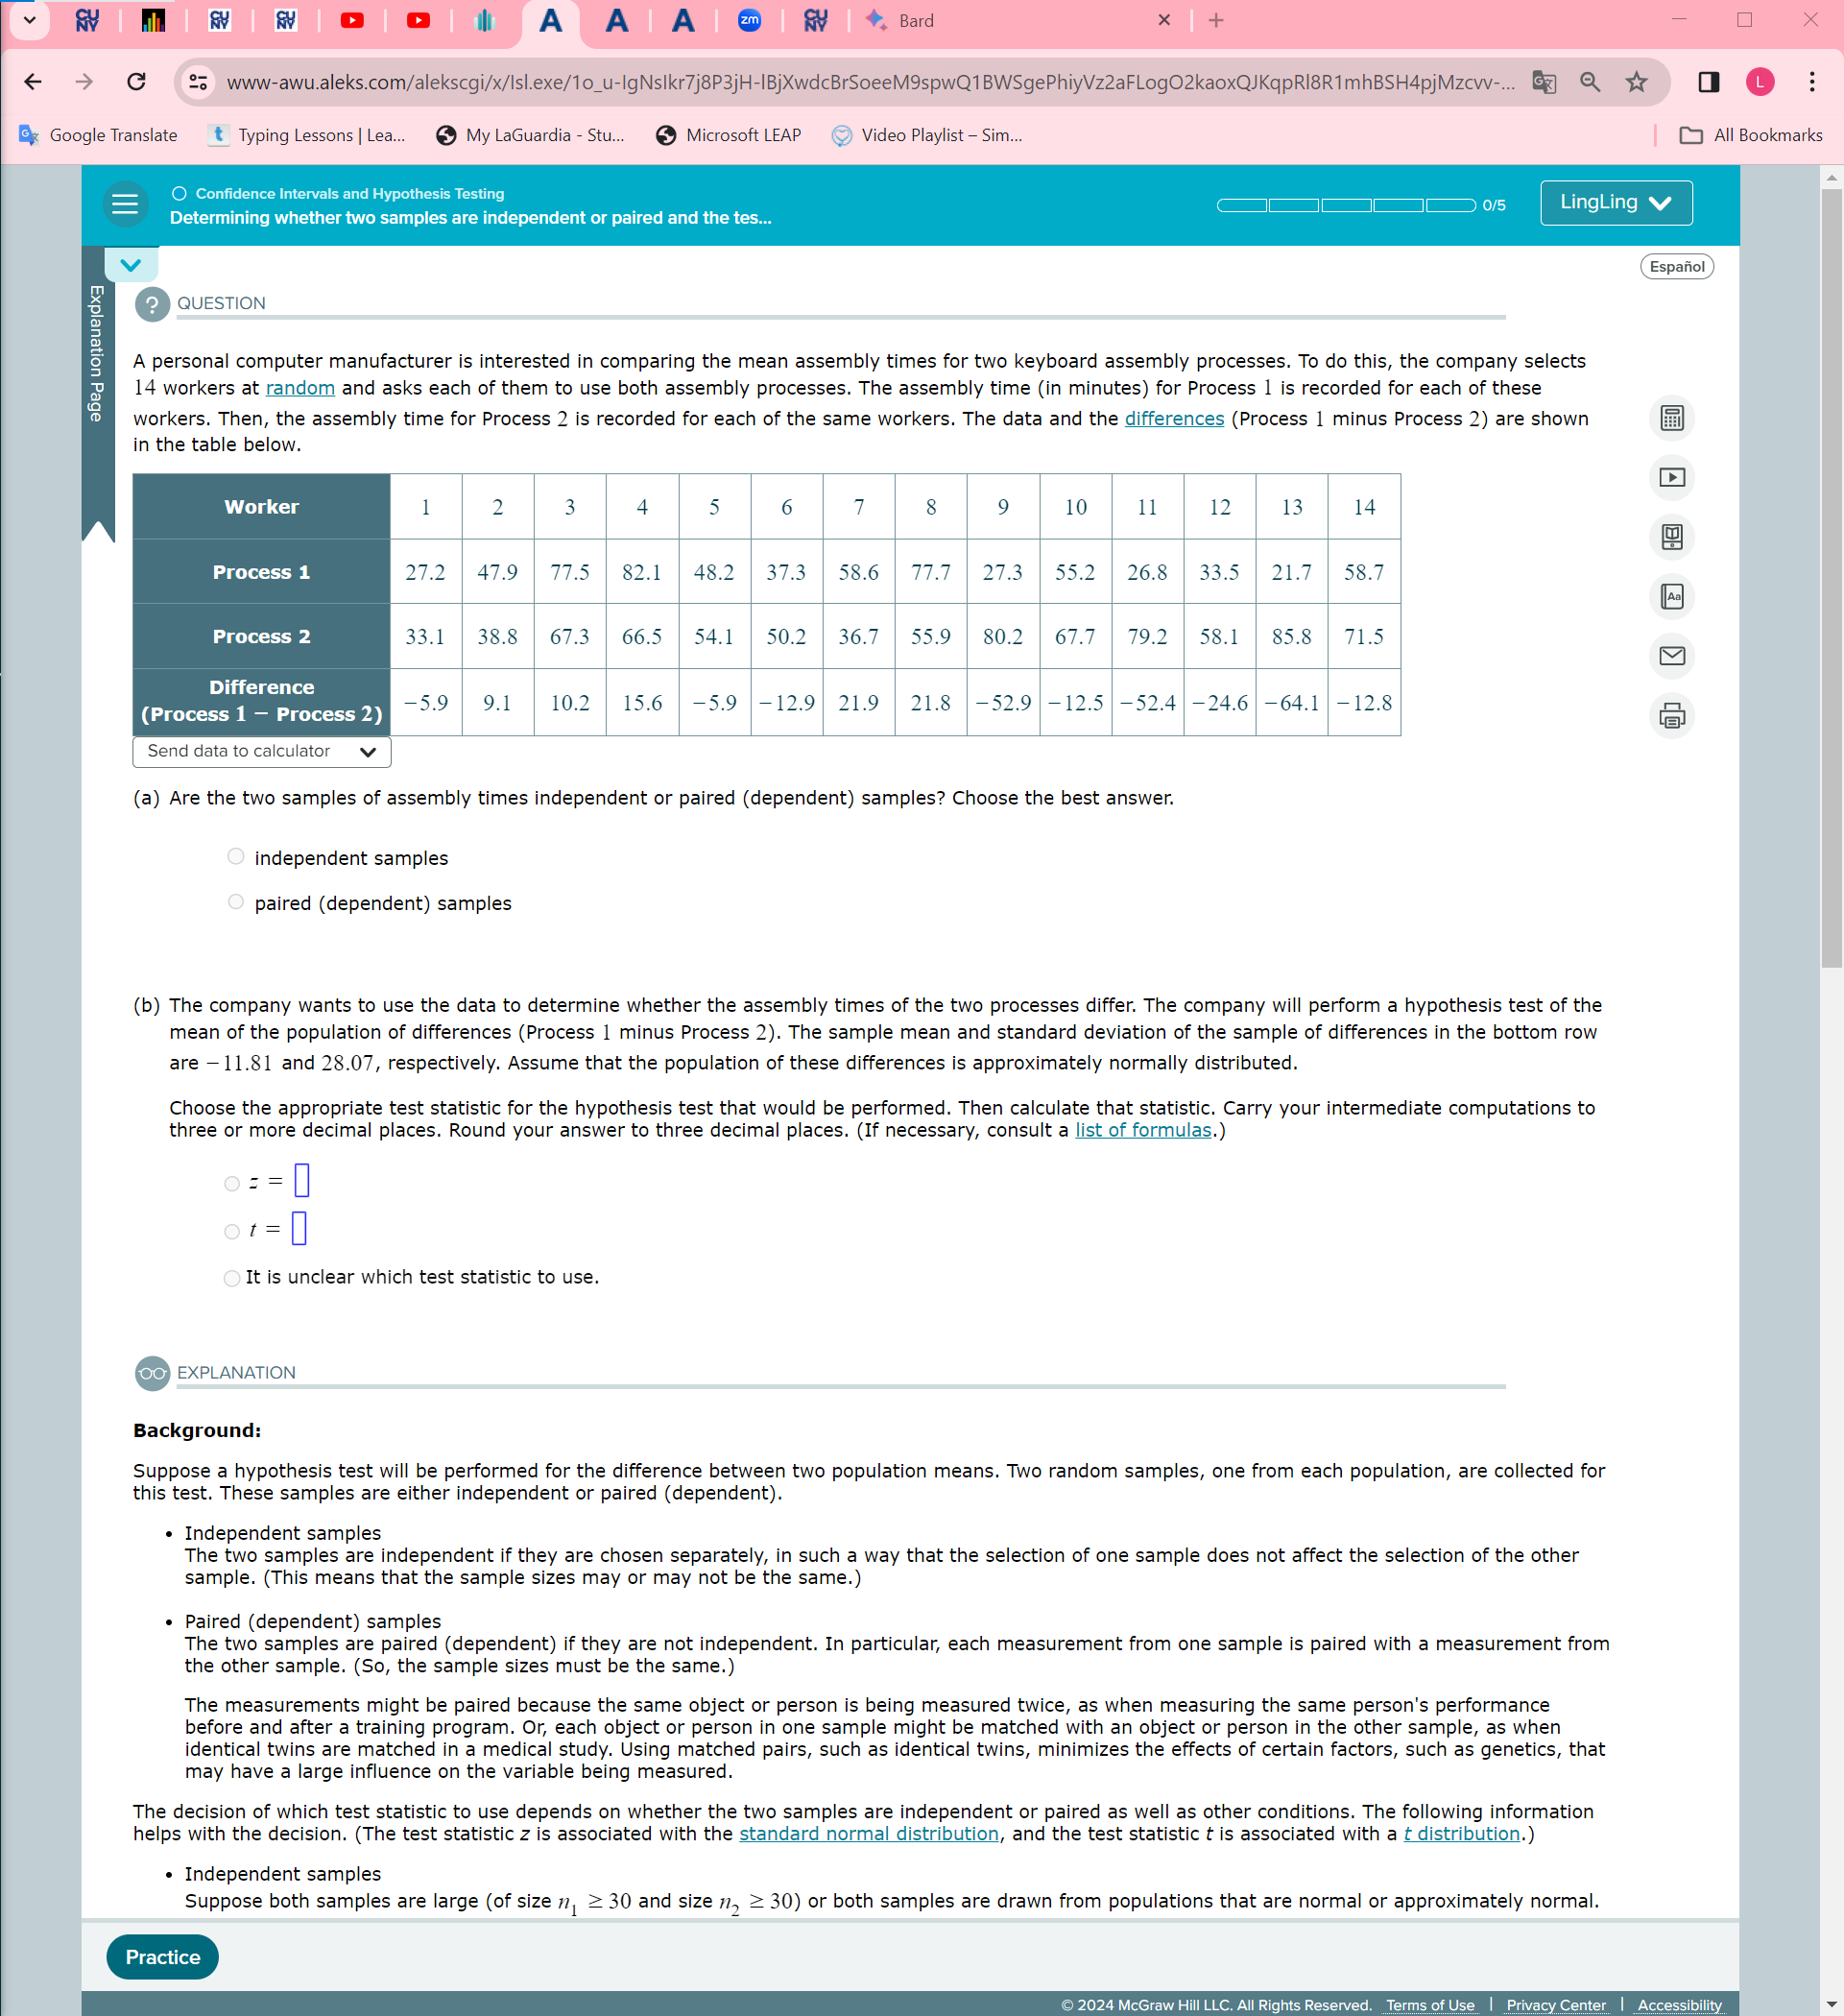 Bard
www-awu.aleks.com/alekscgi/x/Isl.exe/1o_u-IgNsIkr7j8P3jH-lBjXwdcBrSoeeM9spwQ1BWSgePhiyVz2aFLogO2kaoxQJKqpRl8R1mhBSH4pjMzcvv-...
L
Google Translate
Typing Lessons | Lea...
My LaGuardia - Stu...
Microsoft LEAP
Video Playlist – Sim...
All Bookmarks
Confidence Intervals and Hypothesis Testing
Determining whether two samples are independent or paired and the tes...
0/5
LingLing
Español
Explanation Page
QUESTION
A personal computer manufacturer is interested in comparing the mean assembly times for two keyboard assembly processes. To do this, the company selects
14 workers at random and asks each of them to use both assembly processes. The assembly time (in minutes) for Process 1 is recorded for each of these
workers. Then, the assembly time for Process 2 is recorded for each of the same workers. The data and the differences (Process 1 minus Process 2) are shown
in the table below.
Worker 1 2 3 4 5 6 7 8 9 10 11 12 13 14
Process 1 27.2 47.9 77.5 82.1 48.2 37.3 58.6 77.7 27.3 55.2 26.8 33.5 21.7 58.7
Process 2 33.1 38.8 67.3 66.5 54.1 50.2 36.7 55.9 80.2 67.7 79.2 58.1 85.8 71.5
Difference
(Process 1 − Process 2) −5.9 9.1 10.2 15.6 −5.9 −12.9 21.9 21.8 −52.9 −12.5 −52.4 −24.6 −64.1 −12.8
Send data to calculator
(a) Are the two samples of assembly times independent or paired (dependent) samples? Choose the best answer.
independent samples
paired (dependent) samples
(b) The company wants to use the data to determine whether the assembly times of the two processes differ. The company will perform a hypothesis test of the
mean of the population of differences (Process 1 minus Process 2). The sample mean and standard deviation of the sample of differences in the bottom row
are −11.81 and 28.07, respectively. Assume that the population of these differences is approximately normally distributed.
Choose the appropriate test statistic for the hypothesis test that would be performed. Then calculate that statistic. Carry your intermediate computations to
three or more decimal places. Round your answer to three decimal places. (If necessary, consult a list of formulas.)
z =
t =
It is unclear which test statistic to use.
EXPLANATION
Background:
Suppose a hypothesis test will be performed for the difference between two population means. Two random samples, one from each population, are collected for
this test. These samples are either independent or paired (dependent).
• Independent samples
The two samples are independent if they are chosen separately, in such a way that the selection of one sample does not affect the selection of the other
sample. (This means that the sample sizes may or may not be the same.)
• Paired (dependent) samples
The two samples are paired (dependent) if they are not independent. In particular, each measurement from one sample is paired with a measurement from
the other sample. (So, the sample sizes must be the same.)
The measurements might be paired because the same object or person is being measured twice, as when measuring the same person's performance
before and after a training program. Or, each object or person in one sample might be matched with an object or person in the other sample, as when
identical twins are matched in a medical study. Using matched pairs, such as identical twins, minimizes the effects of certain factors, such as genetics, that
may have a large influence on the variable being measured.
The decision of which test statistic to use depends on whether the two samples are independent or paired as well as other conditions. The following information
helps with the decision. (The test statistic z is associated with the standard normal distribution, and the test statistic t is associated with a t distribution.)
• Independent samples
Suppose both samples are large (of size n₁ ≥ 30 and size n₂ ≥ 30) or both samples are drawn from populations that are normal or approximately normal.
Practice
© 2024 McGraw Hill LLC. All Rights Reserved. Terms of Use | Privacy Center | Accessibility